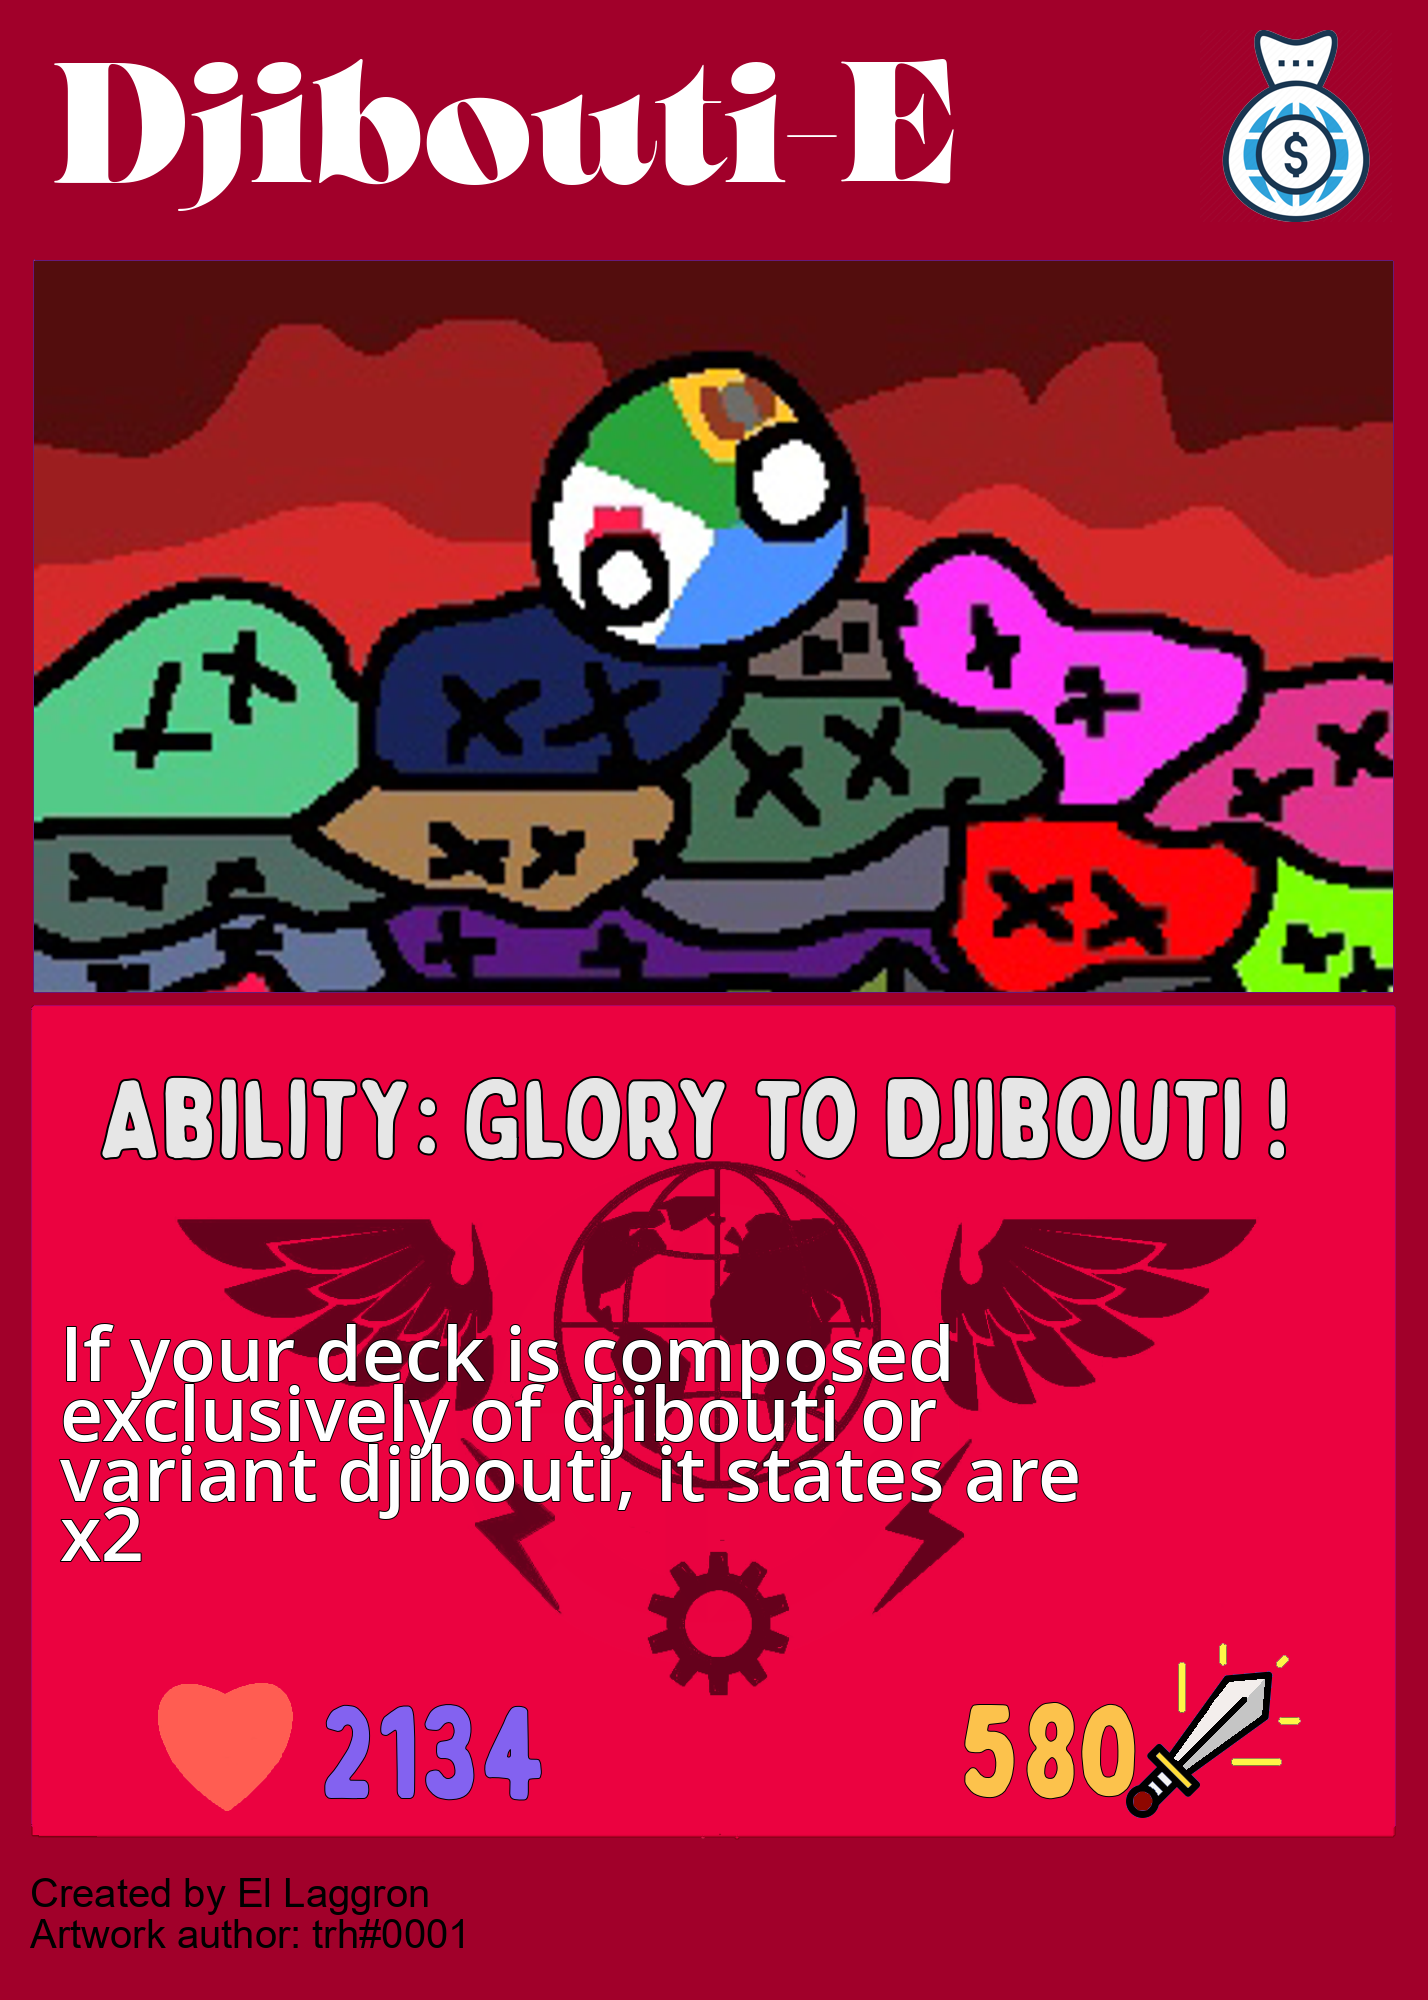 Djibouti-E
$
ABILITY: GLORY TO DJIBOUTI !
If your deck is composed
exclusively of djibouti or
variant djibouti, it states are
x2
2134
580
Created by El Laggron
Artwork author: trh#0001